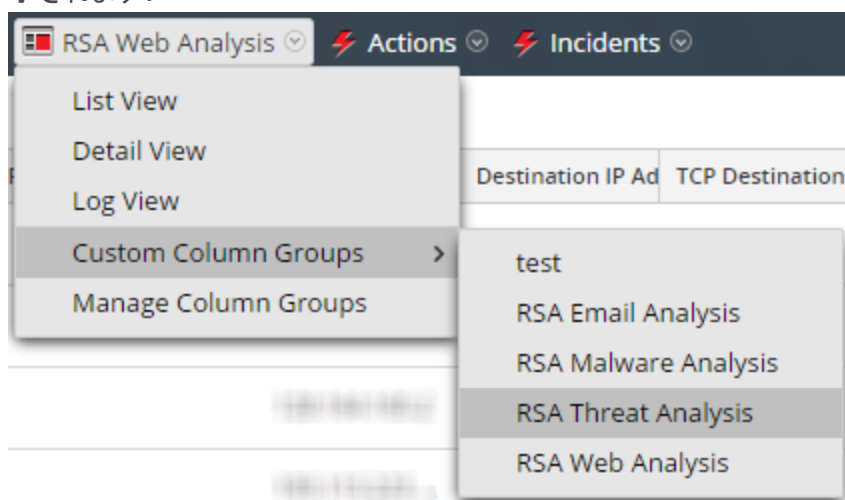 RSA Web Analysis Actions Incidents
List View
Detail View
Log View
Custom Column Groups >
Manage Column Groups
Destination IP Ad TCP Destination
test
RSA Email Analysis
RSA Malware Analysis
RSA Threat Analysis
RSA Web Analysis